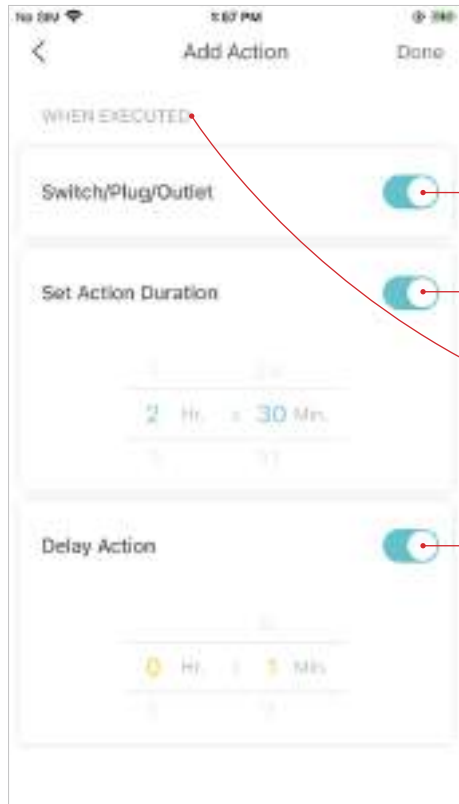 No SIM
Add Action
Done
WHEN EXECUTED
Switch/Plug/Outlet
Set Action Duration
2 Hr. : 30 Min.
Delay Action
0 Hr. : 1 Min.